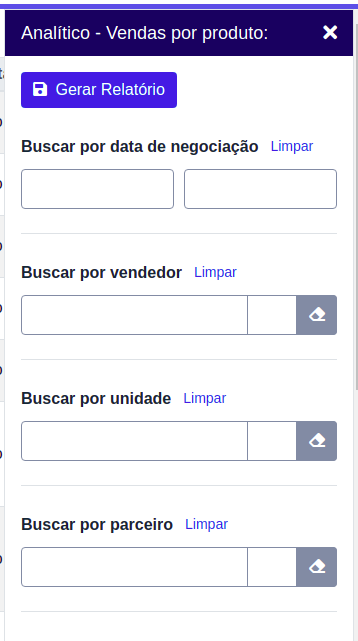 Analítico - Vendas por produto:
Gerar Relatório
Buscar por data de negociação Limpar
Buscar por vendedor Limpar
Buscar por unidade Limpar
Buscar por parceiro Limpar